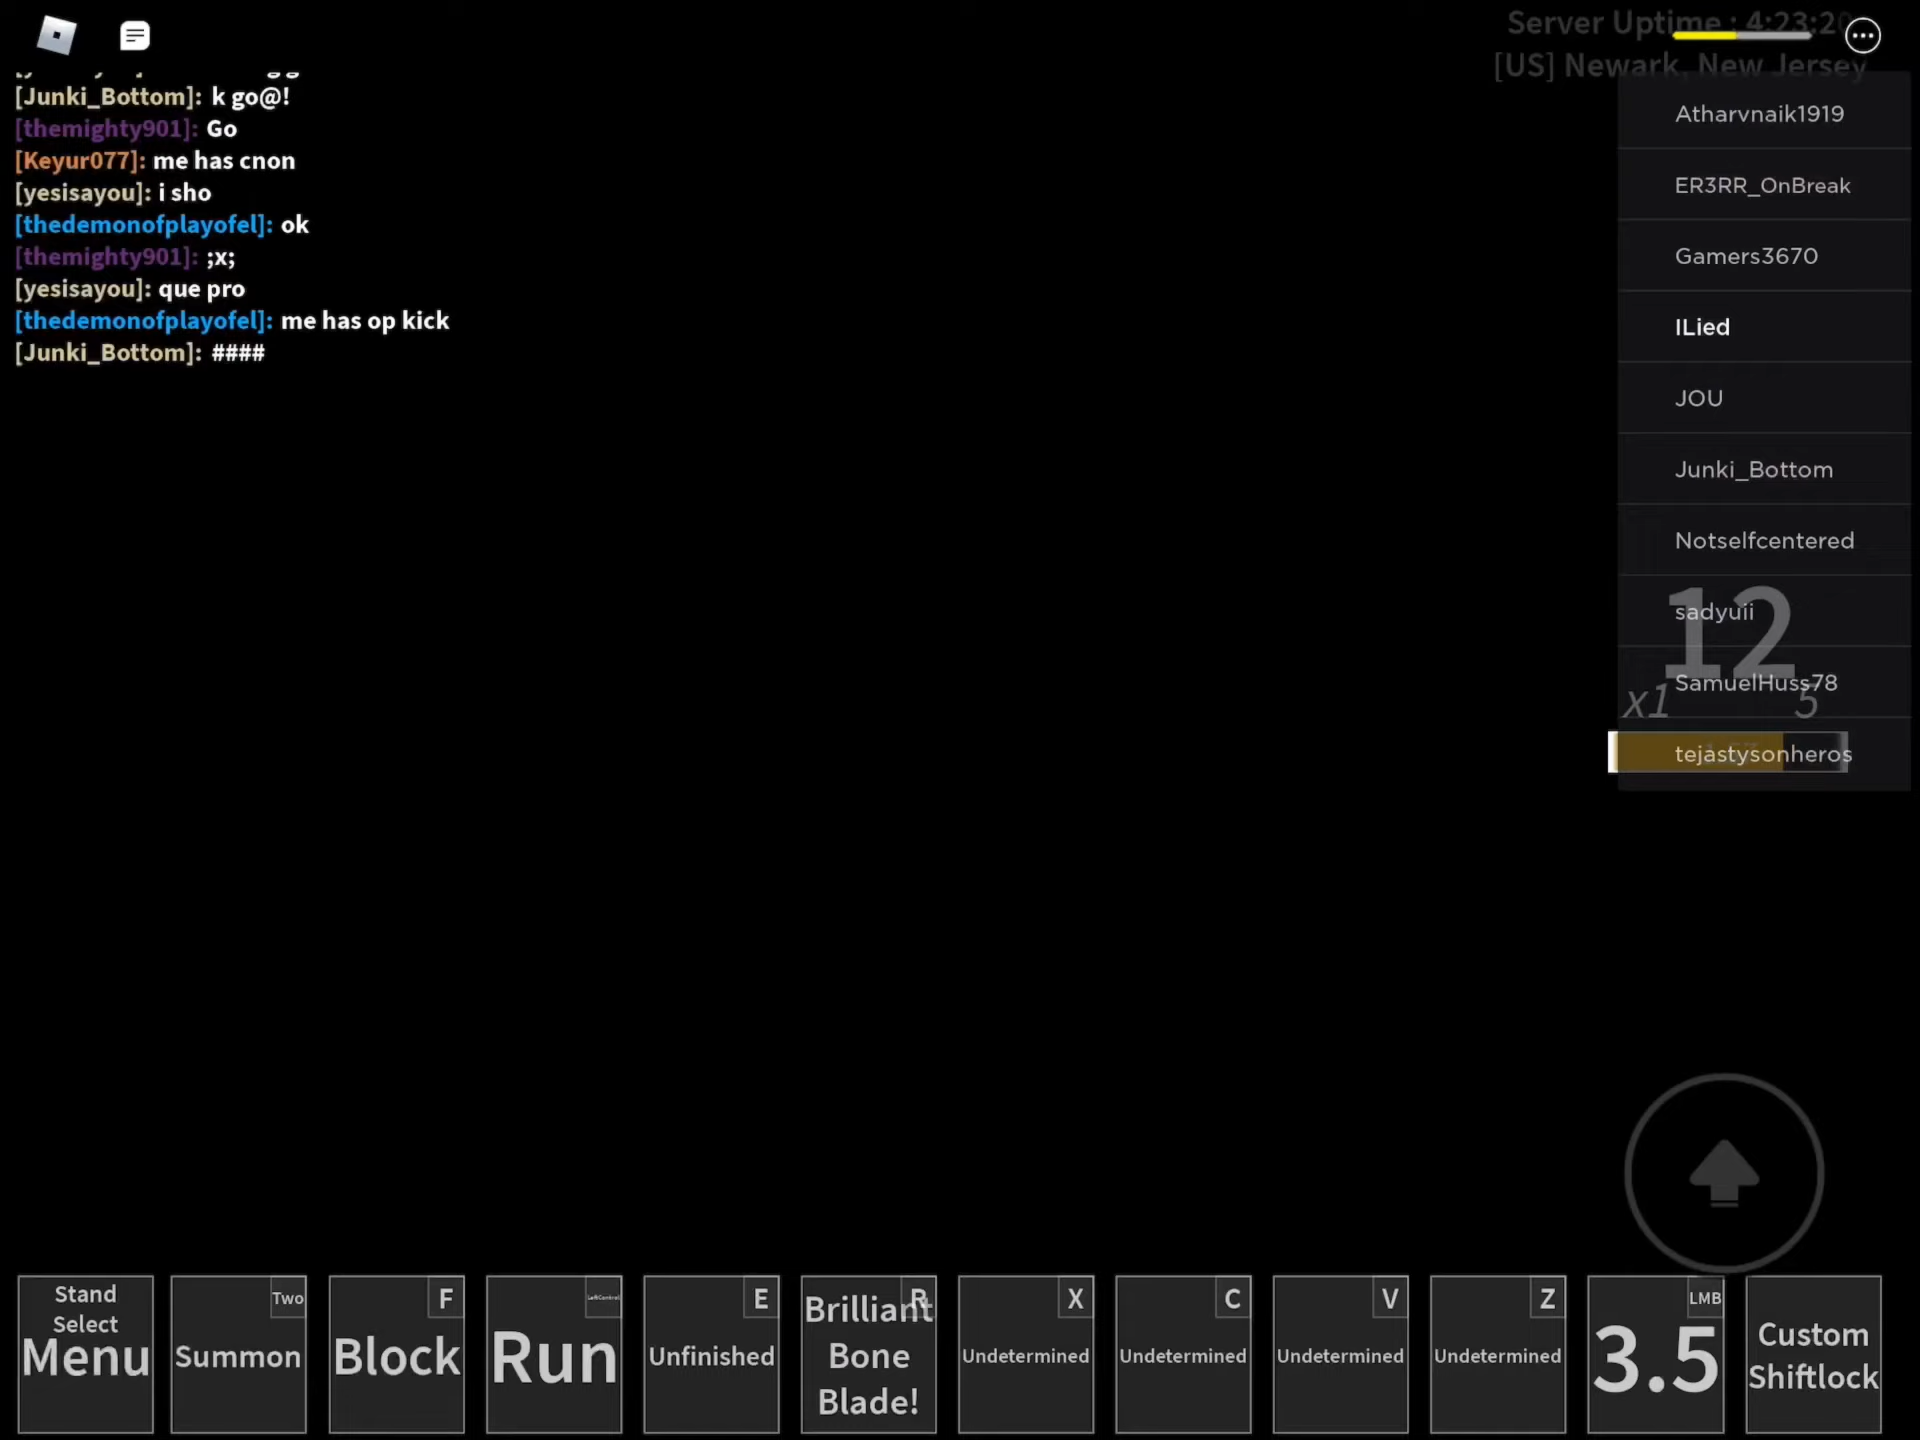 Server Uptime : 4:23:20
[US] Newark, New Jersey
[Junki_Bottom]: k go@!
[themighty901]: Go
[Keyur077]: me has cnon
[yesisayou]: i sho
[thedemonofplayofel]: ok
[themighty901]: ;x;
[yesisayou]: que pro
[thedemonofplayofel]: me has op kick
[Junki_Bottom]: ####
Atharvnaik1919
ER3RR_OnBreak
Gamers3670
ILied
JOU
Junki_Bottom
Notselfcentered
sadyuii
12
SamuelHuss78
x1 5
tejastysonheros
Stand
Select
Menu
Two
Summon
F
Block
LeftControl
Run
E
Unfinished
R
Brilliant
Bone
Blade!
X
Undetermined
C
Undetermined
V
Undetermined
Z
Undetermined
LMB
3.5
Custom
Shiftlock